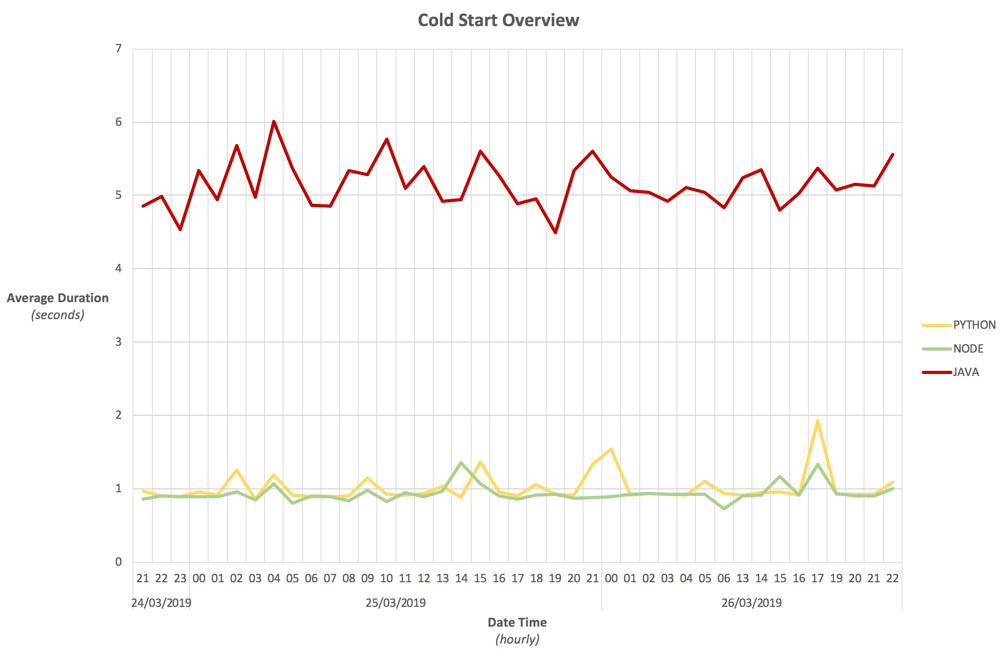 Cold Start Overview
7
6
5
4
3
2
1
0
Average Duration
(seconds)
PYTHON
NODE
JAVA
21 22 23 00 01 02 03 04 05 06 07 08 09 10 11 12 13 14 15 16 17 18 19 20 21 00 01 02 03 04 05 06 13 14 15 16 17 19 20 21 22
24/03/2019 25/03/2019 26/03/2019
Date Time
(hourly)